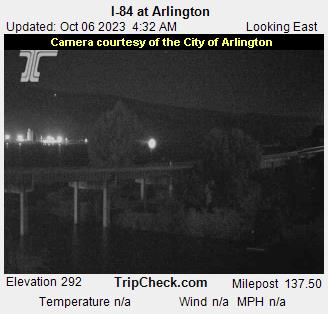 I-84 at Arlington
Updated: Oct 06 2023 4:32 AM Looking East
Camera courtesy of the City of Arlington
Elevation 292 TripCheck.com Milepost 137.50
Temperature n/a Wind n/a MPH n/a